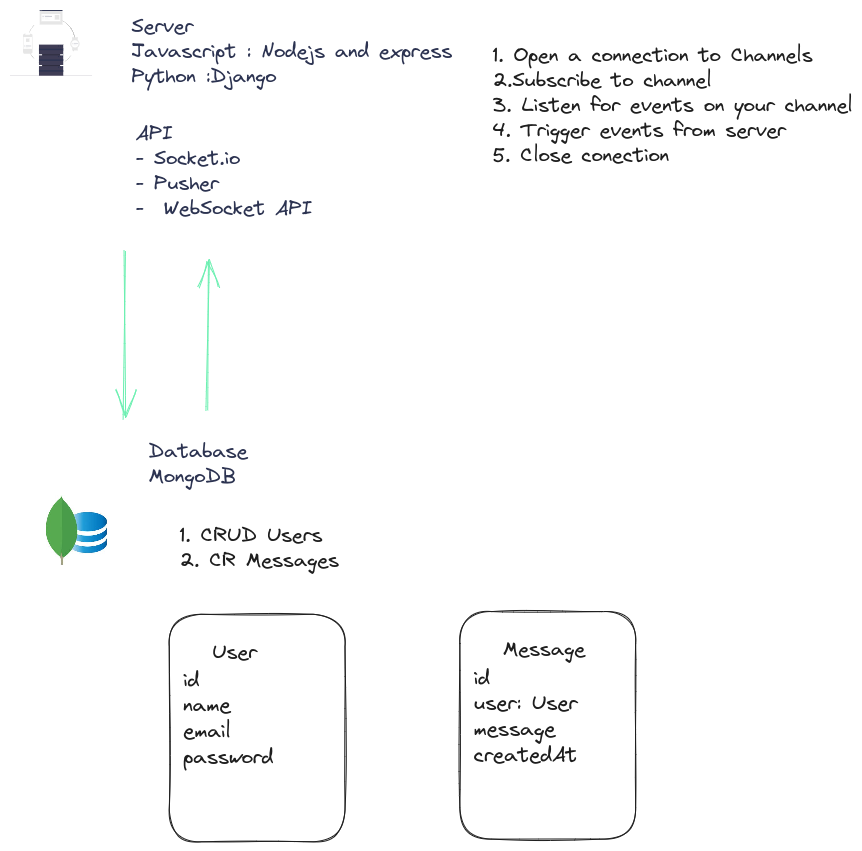 Server
Javascript : Nodejs and express
Python :Django
API
- Socket.io
- Pusher
- WebSocket API
1. Open a connection to Channels
2.Subscribe to channel
3. Listen for events on your channel
4. Trigger events from server
5. Close conection
Database
MongoDB
1. CRUD Users
2. CR Messages
User
id
name
email
password
Message
id
user: User
message
createdAt